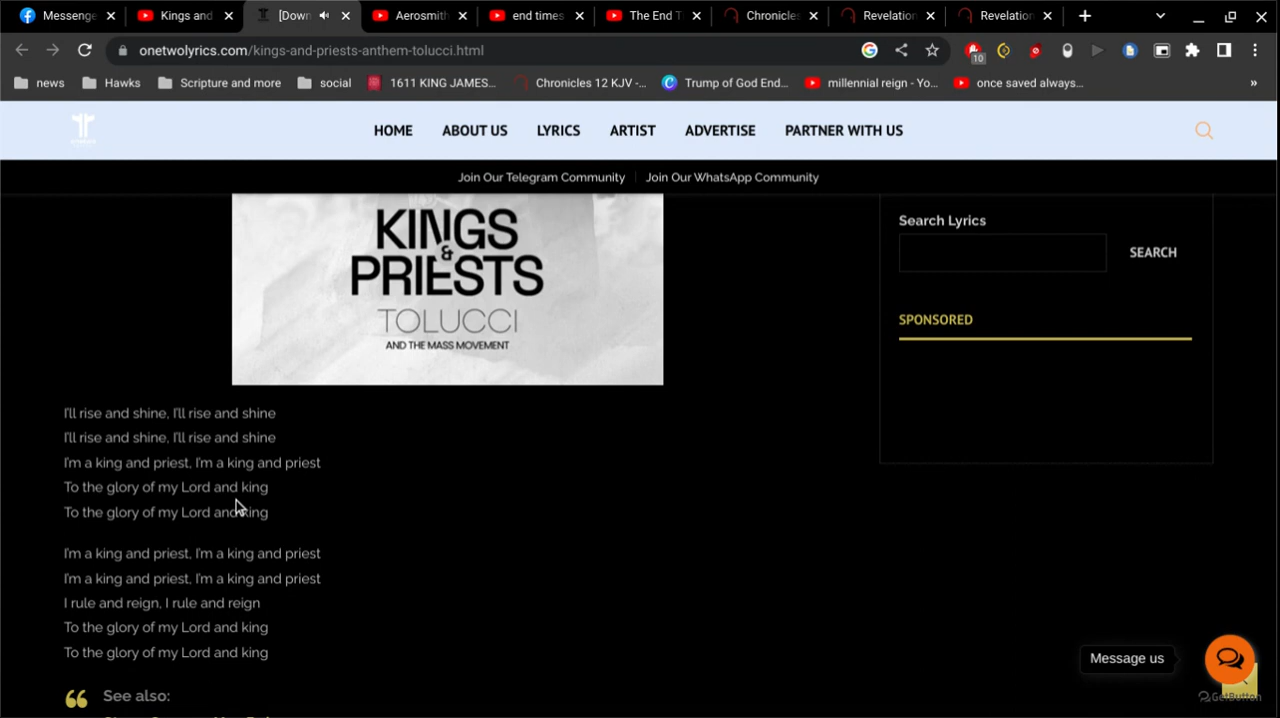 Messenge
Kings and
[Down
Aerosmith
end times
The End T
Chronicles
Revelation
Revelation
onetwolyrics.com/kings-and-priests-anthem-tolucci.html
10
news
Hawks
Scripture and more
social
1611 KING JAMES...
Chronicles 12 KJV -...
Trump of God End...
millennial reign - Yo...
once saved always...
»
HOME
ABOUT US
LYRICS
ARTIST
ADVERTISE
PARTNER WITH US
Join Our Telegram Community
Join Our WhatsApp Community
KINGS
&
PRIESTS
TOLUCCI
AND THE MASS MOVEMENT
Search Lyrics
SEARCH
SPONSORED
I'll rise and shine, I'll rise and shine
I'll rise and shine, I'll rise and shine
I'm a king and priest, I'm a king and priest
To the glory of my Lord and king
To the glory of my Lord and king
I'm a king and priest, I'm a king and priest
I'm a king and priest, I'm a king and priest
I rule and reign, I rule and reign
To the glory of my Lord and king
To the glory of my Lord and king
See also:
Message us
GetButton